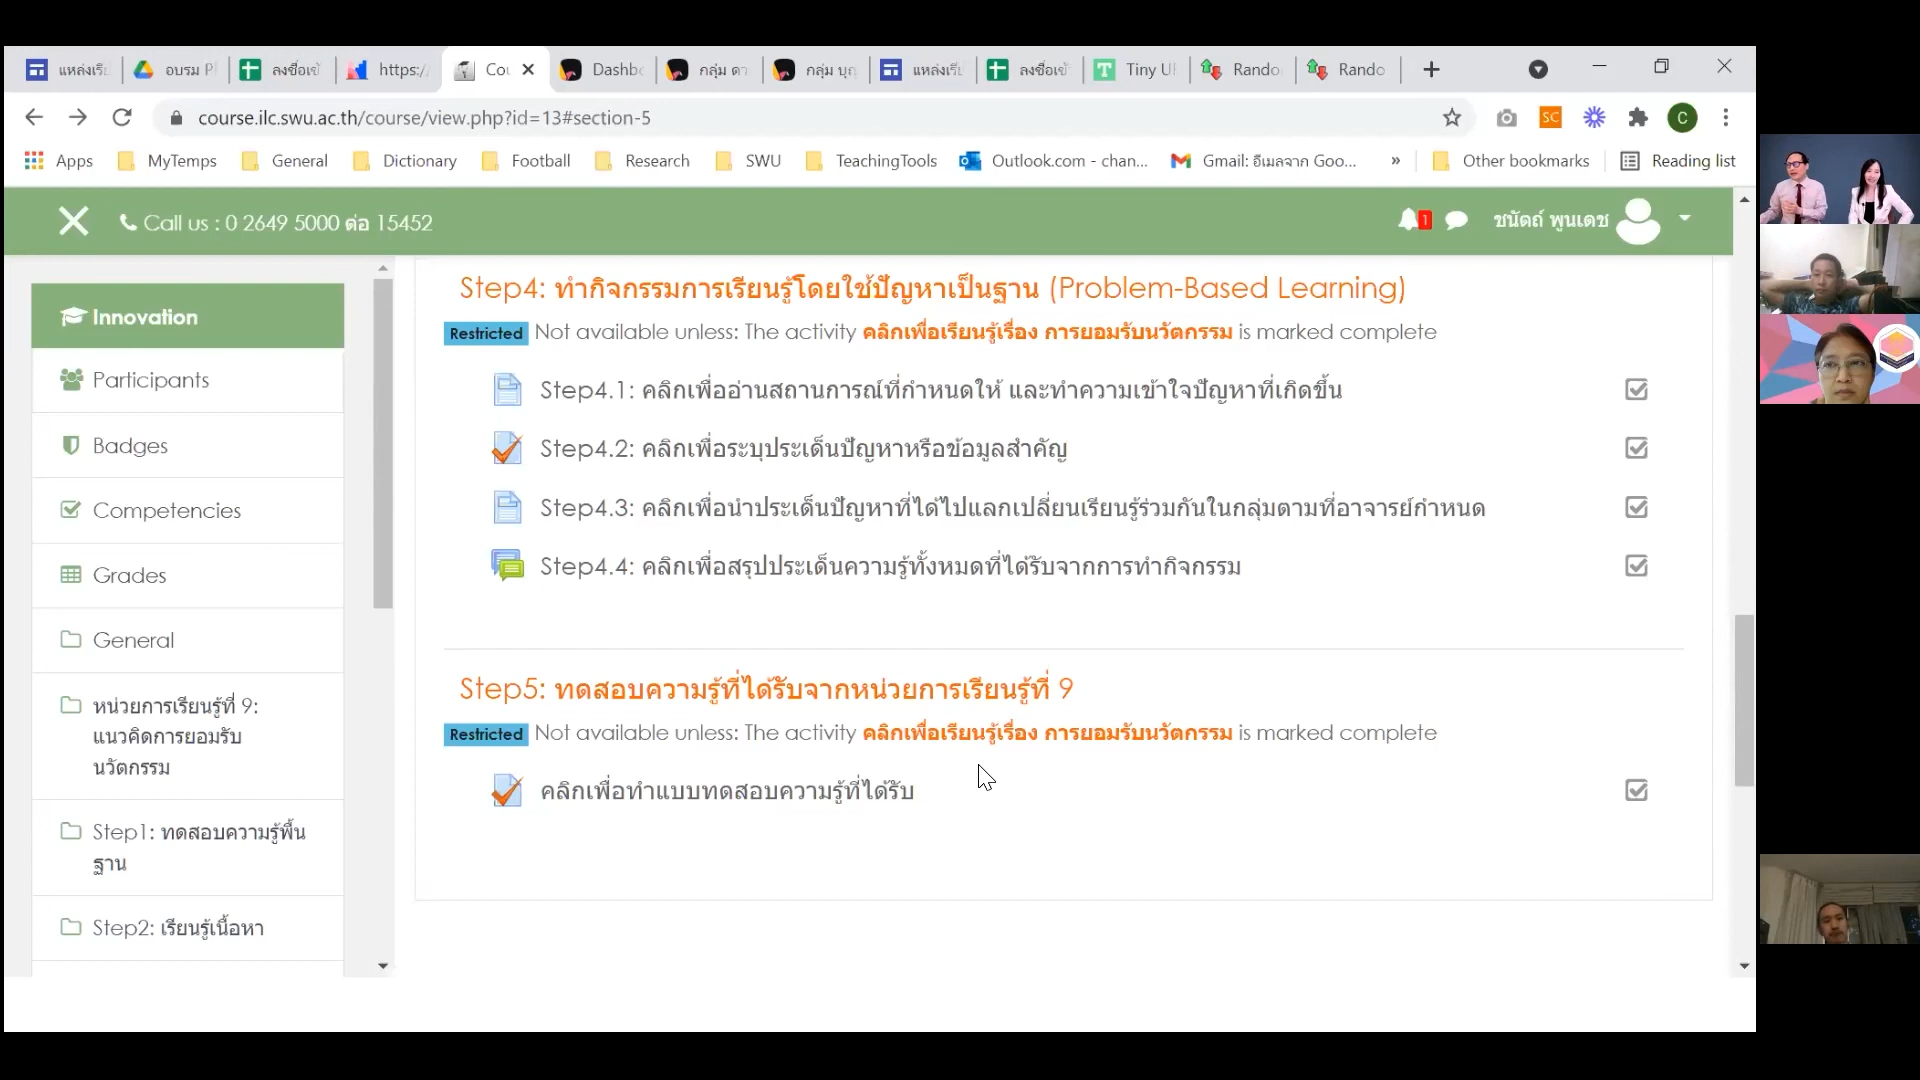 แหล่งเรีย
อบรม P
ลงชื่อเข้
https:/
Cou
Dashb
กลุ่ม ดา
กลุ่ม บุญ
แหล่งเรีย
ลงชื่อเข้
Tiny U
Rando
Rando
course.ilc.swu.ac.th/course/view.php?id=13#section-5
SC
C
Apps
MyTemps
General
Dictionary
Football
Research
SWU
TeachingTools
Outlook.com - chan...
Gmail: อีเมลจาก Goo...
»
Other bookmarks
Reading list
Call us : 0 2649 5000 ต่อ 15452
1
ชนัตถ์ พูนเดช
Innovation
Participants
Badges
Competencies
Grades
General
หน่วยการเรียนรู้ที่ 9:
แนวคิดการยอมรับ
นวัตกรรม
Step1: ทดสอบความรู้พื้น
ฐาน
Step2: เรียนรู้เนื้อหา
Step4: ทำกิจกรรมการเรียนรู้โดยใช้ปัญหาเป็นฐาน (Problem-Based Learning)
Restricted Not available unless: The activity คลิกเพื่อเรียนรู้เรื่อง การยอมรับนวัตกรรม is marked complete
Step4.1: คลิกเพื่ออ่านสถานการณ์ที่กำหนดให้ และทำความเข้าใจปัญหาที่เกิดขึ้น
Step4.2: คลิกเพื่อระบุประเด็นปัญหาหรือข้อมูลสำคัญ
Step4.3: คลิกเพื่อนำประเด็นปัญหาที่ได้ไปแลกเปลี่ยนเรียนรู้ร่วมกันในกลุ่มตามที่อาจารย์กำหนด
Step4.4: คลิกเพื่อสรุปประเด็นความรู้ทั้งหมดที่ได้รับจากการทำกิจกรรม
Step5: ทดสอบความรู้ที่ได้รับจากหน่วยการเรียนรู้ที่ 9
Restricted Not available unless: The activity คลิกเพื่อเรียนรู้เรื่อง การยอมรับนวัตกรรม is marked complete
คลิกเพื่อทำแบบทดสอบความรู้ที่ได้รับ